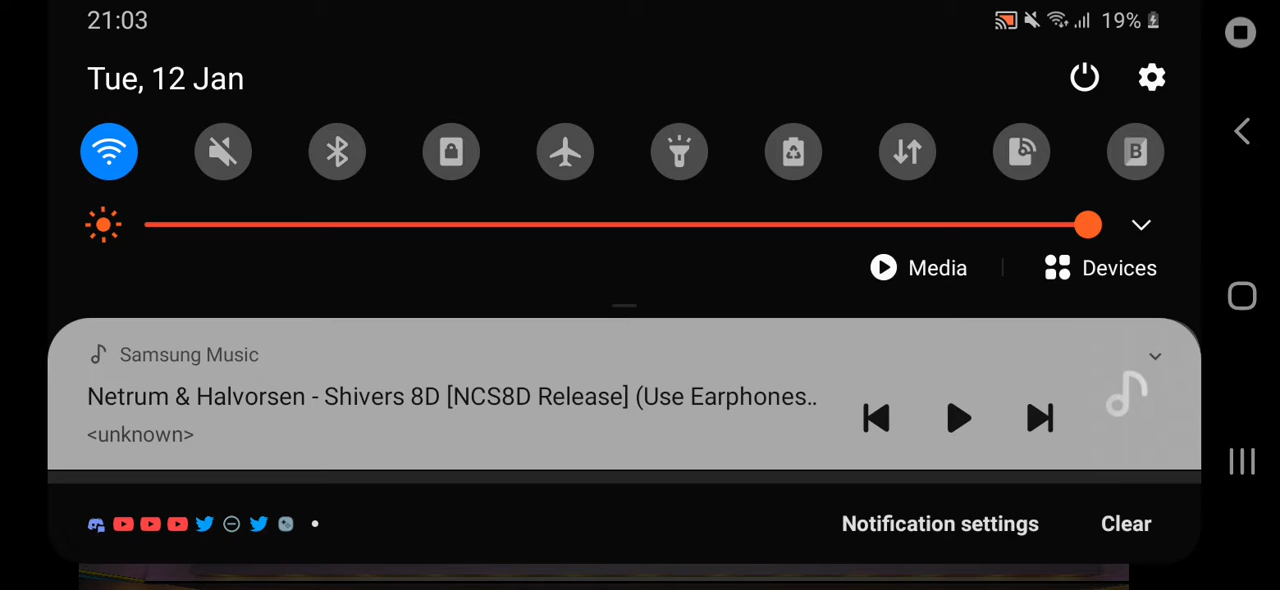 21:03
19%
Tue, 12 Jan
B
Media
Devices
Samsung Music
Netrum & Halvorsen - Shivers 8D [NCS8D Release] (Use Earphones..
<unknown>
Notification settings
Clear